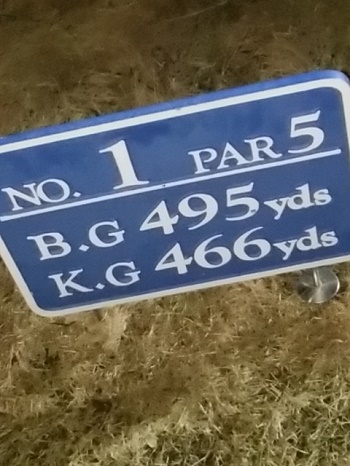 NO. 1 PAR 5
B.G 495 yds
K.G 466 yds